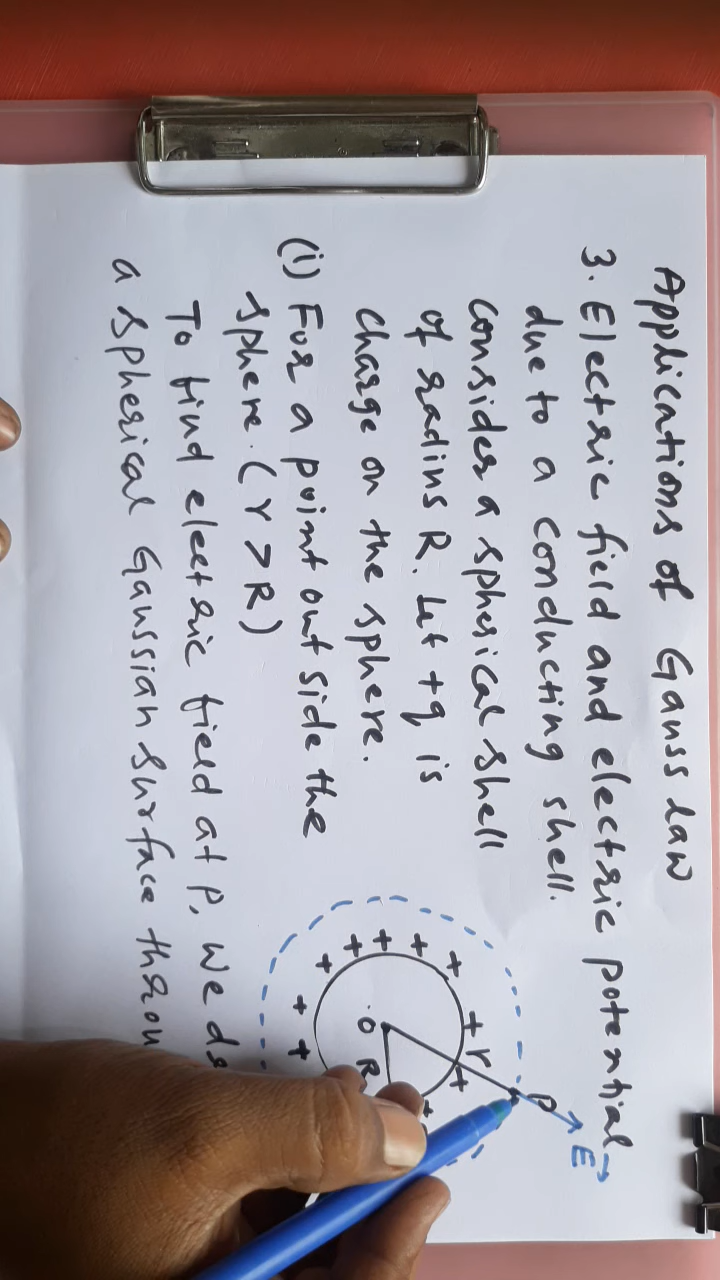 Applications of Gauss law
3. Electric field and electric potential
due to a conducting shell.
consider a spherical shell
of radius R. Let +q is
charge on the sphere.
(i) For a point out side the
sphere. (r > R)
To find electric field at P, we
a spherical Gaussian surface
P
E
r
O
R